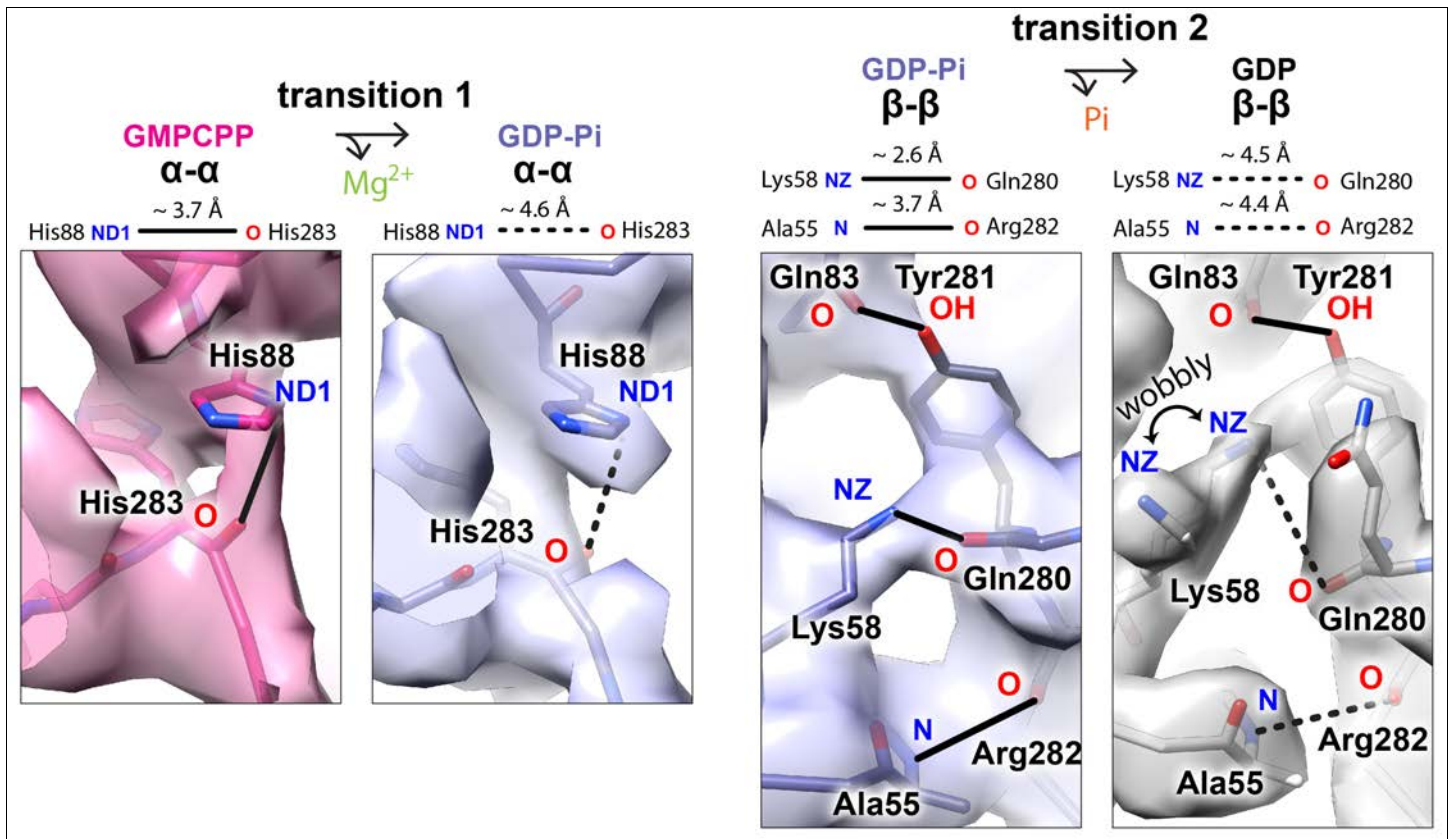 transition 1
GMPCPP
α-α
Mg²⁺
GDP-Pi
α-α
~ 3.7 Å
His88 ND1 O His283
~ 4.6 Å
His88 ND1 O His283
His88
ND1
His283
O
His88
ND1
His283
O
transition 2
GDP-Pi
β-β
Pi
GDP
β-β
~ 2.6 Å
Lys58 NZ O Gln280
~ 3.7 Å
Ala55 N O Arg282
~ 4.5 Å
Lys58 NZ O Gln280
~ 4.4 Å
Ala55 N O Arg282
Gln83 Tyr281
O OH
NZ
O
Gln280
Lys58
O
N
Arg282
Ala55
Gln83 Tyr281
O OH
wobbly
NZ
NZ
Lys58
O
Gln280
O
N
Arg282
Ala55